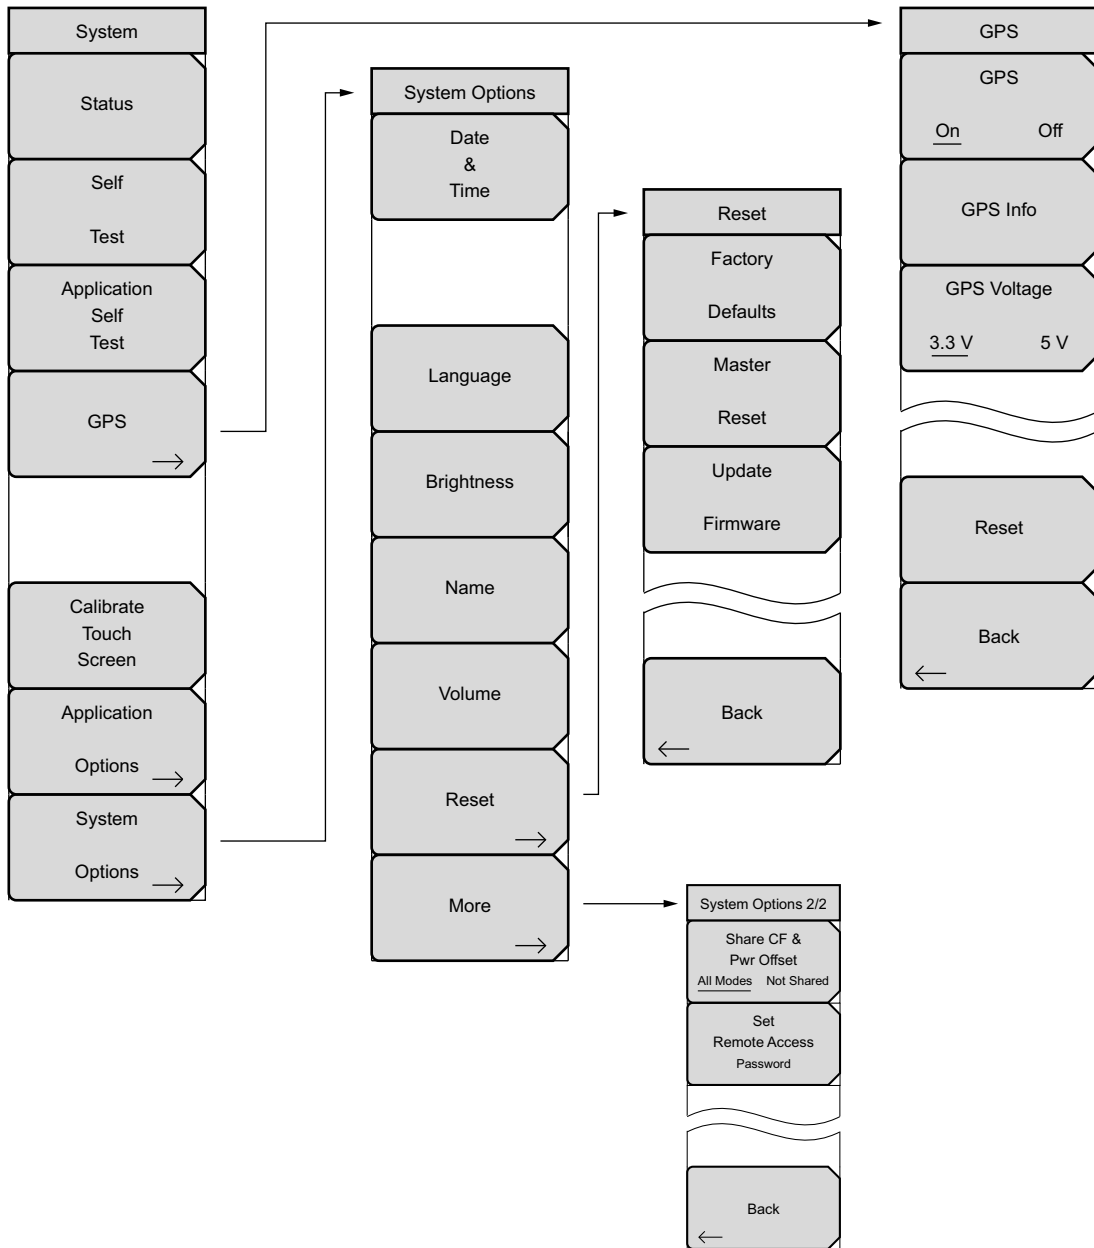 System
Status
Self
Test
Application
Self
Test
GPS
Calibrate
Touch
Screen
Application
Options
System
Options
System Options
Date
&
Time
Language
Brightness
Name
Volume
Reset
More
Reset
Factory
Defaults
Master
Reset
Update
Firmware
Back
System Options 2/2
Share CF &
Pwr Offset
All Modes Not Shared
Set
Remote Access
Password
Back
GPS
GPS
On Off
GPS Info
GPS Voltage
3.3 V 5 V
Reset
Back